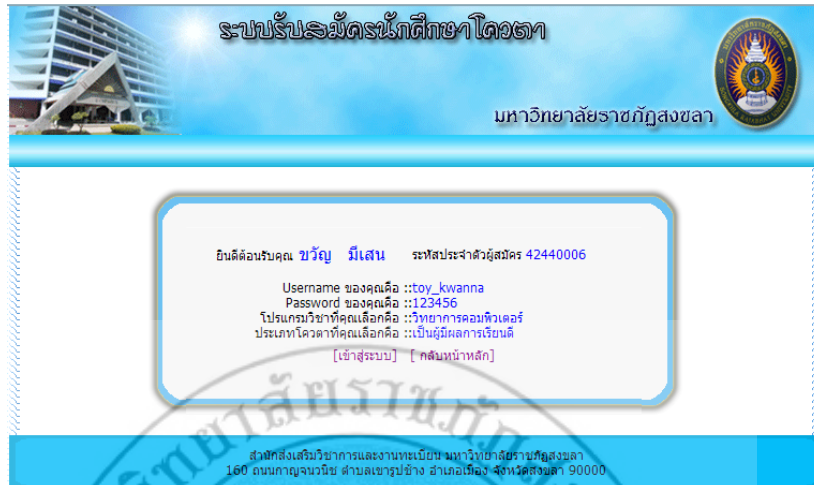 ระบบรับสมัครนักศึกษาโควตา
มหาวิทยาลัยราชภัฏสงขลา
ยินดีต้อนรับคุณ ขวัญ มีเสน รหัสประจำตัวผู้สมัคร 42440006
Username ของคุณคือ ::toy_kwanna
Password ของคุณคือ ::123456
โปรแกรมวิชาที่คุณเลือกคือ ::วิทยาการคอมพิวเตอร์
ประเภทโควตาที่คุณเลือกคือ ::เป็นผู้มีผลการเรียนดี
[เข้าสู่ระบบ] [ กลับหน้าหลัก]
สำนักส่งเสริมวิชาการและงานทะเบียน มหาวิทยาลัยราชภัฏสงขลา
160 ถนนกาญจนวนิช ตำบลเขารูปช้าง อำเภอเมือง จังหวัดสงขลา 90000